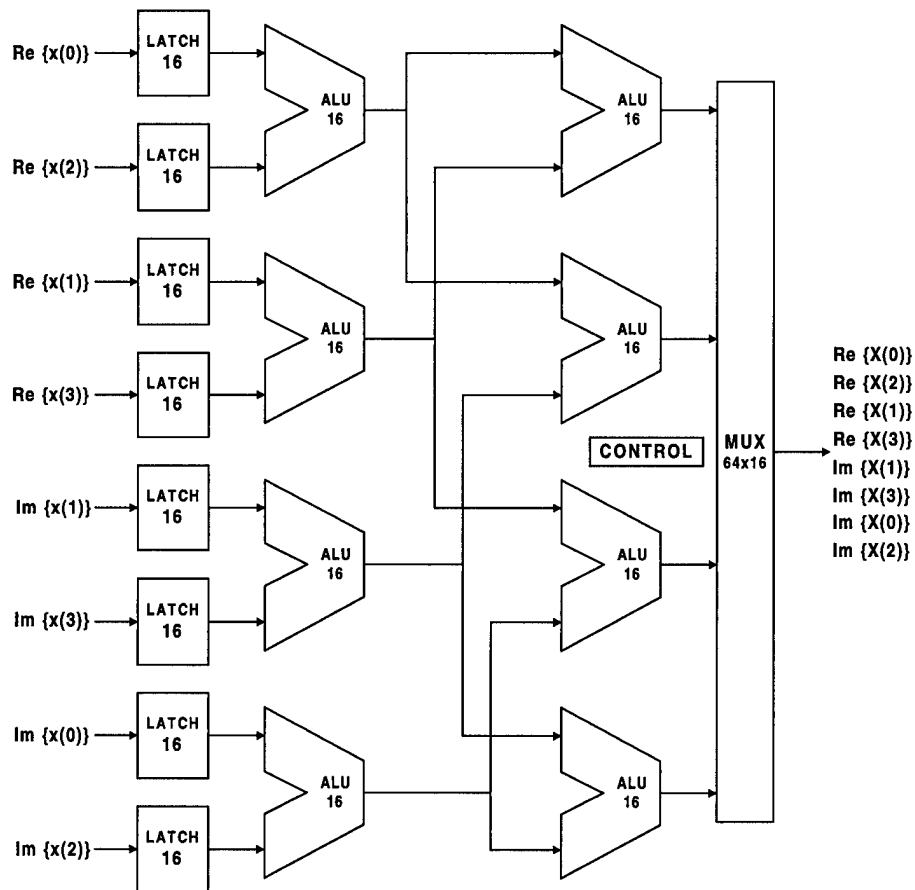 Re {x(0)}
LATCH
16
ALU
16
ALU
16
Re {x(2)}
LATCH
16
Re {x(1)}
LATCH
16
ALU
16
ALU
16
Re {x(3)}
LATCH
16
Re {X(0)}
Re {X(2)}
Re {X(1)}
Re {X(3)}
Im {X(1)}
Im {X(3)}
Im {X(0)}
Im {X(2)}
CONTROL
MUX
64x16
Im {x(1)}
LATCH
16
ALU
16
ALU
16
Im {x(3)}
LATCH
16
Im {x(0)}
LATCH
16
ALU
16
ALU
16
Im {x(2)}
LATCH
16